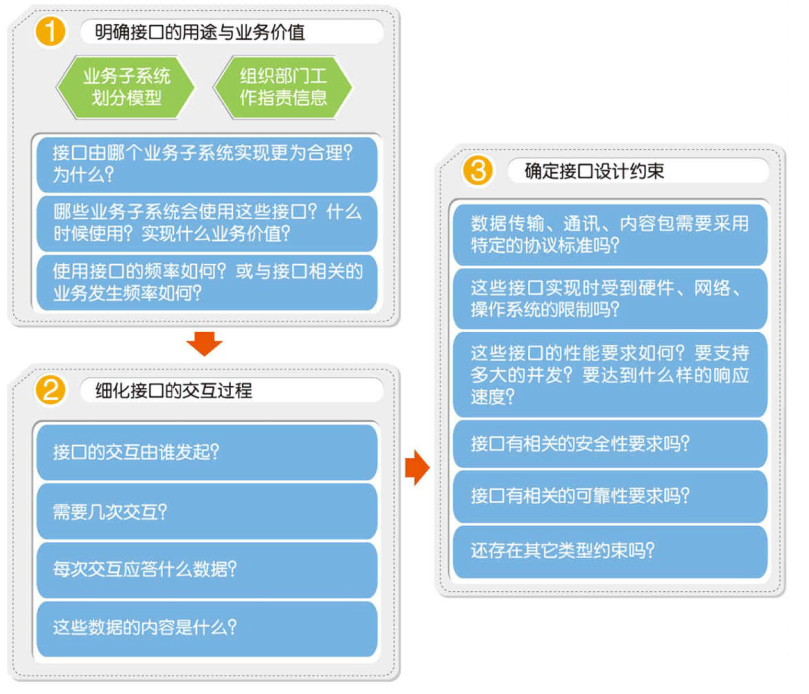 1
明确接口的用途与业务价值
业务子系统
划分模型
组织部门工
作指责信息
接口由哪个业务子系统实现更为合理？
为什么？
哪些业务子系统会使用这些接口？什么
时候使用？实现什么业务价值？
使用接口的频率如何？或与接口相关的
业务发生频率如何？
2
细化接口的交互过程
接口的交互由谁发起？
需要几次交互？
每次交互应答什么数据？
这些数据的内容是什么？
3
确定接口设计约束
数据传输、通讯、内容包需要采用
特定的协议标准吗？
这些接口实现时受到硬件、网络、
操作系统的限制吗？
这些接口的性能要求如何？要支持
多大的并发？要达到什么样的响应
速度？
接口有相关的安全性要求吗？
接口有相关的可靠性要求吗？
还存在其它类型约束吗？